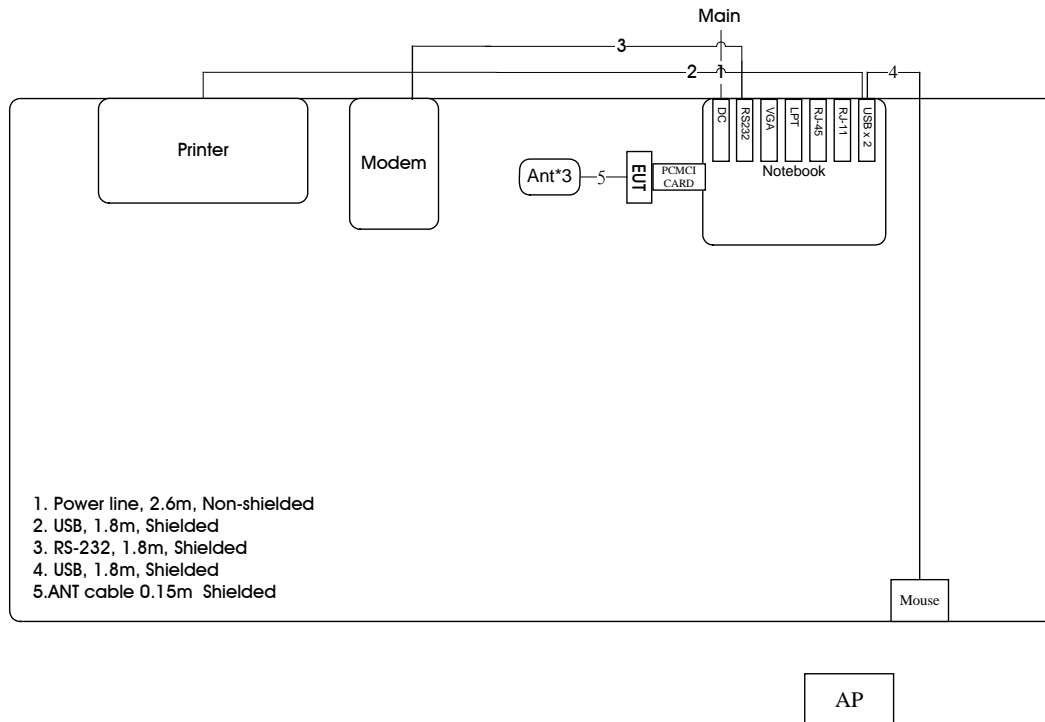 Main
3
2
1
4
Printer
Modem
DC
RS232
VGA
LPT
RJ-45
RJ-11
USB x 2
Notebook
Ant*3
5
EUT
PCMCI
CARD
1. Power line, 2.6m, Non-shielded
2. USB, 1.8m, Shielded
3. RS-232, 1.8m, Shielded
4. USB, 1.8m, Shielded
5.ANT cable 0.15m Shielded
Mouse
AP